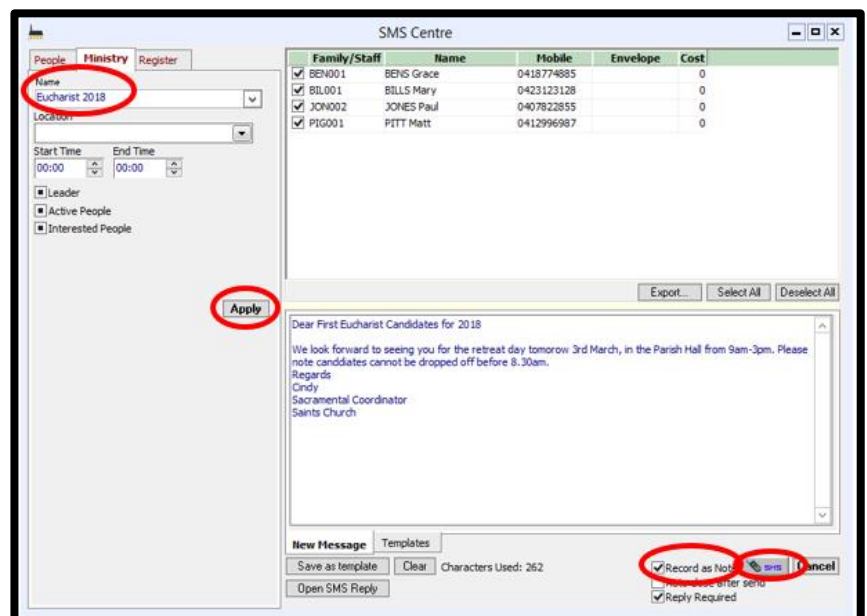 SMS Centre
People Ministry Register
Name
Eucharist 2018
Location
Start Time End Time
00:00 00:00
Leader
Active People
Interested People
Apply
Family/Staff Name Mobile Envelope Cost
BEN001 BENS Grace 0418774885 0
BIL001 BILLS Mary 0423123128 0
JON002 JONES Paul 0407822855 0
PIG001 PITT Matt 0412996987 0
Export... Select All Deselect All
Dear First Eucharist Candidates for 2018
We look forward to seeing you for the retreat day tomorow 3rd March, in the Parish Hall from 9am-3pm. Please
note canddiates cannot be dropped off before 8.30am.
Regards
Cindy
Sacramental Coordinator
Saints Church
New Message Templates
Save as template Clear Characters Used: 262
Record as Note SMS Cancel
Open SMS Reply
after send
Reply Required